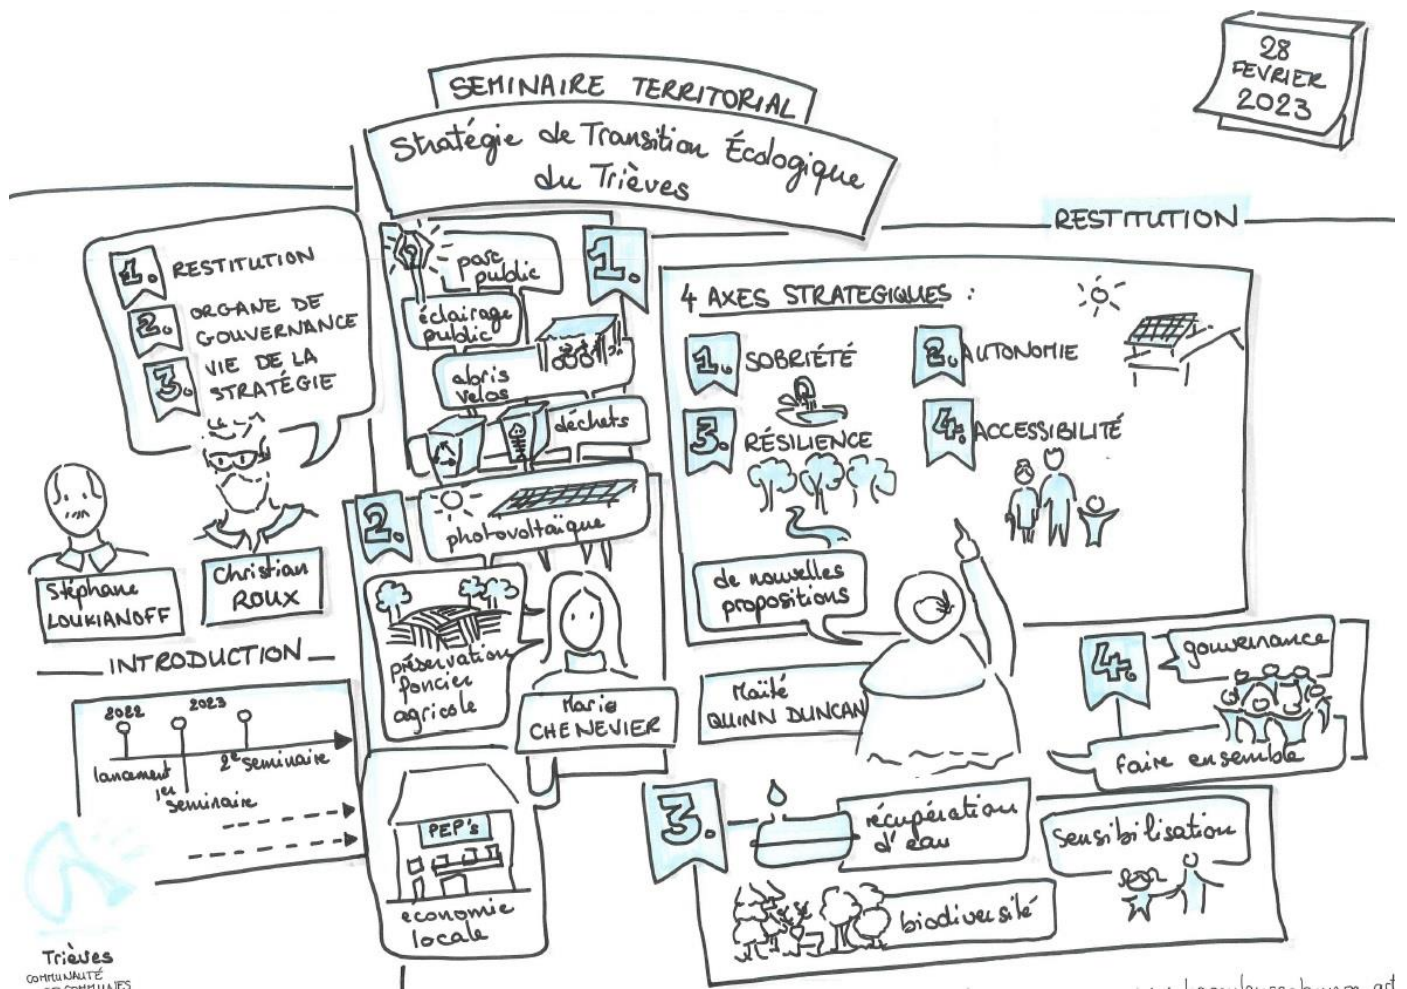 SEMINAIRE TERRITORIAL
Stratégie de Transition Écologique
du Trièves
28
FEVRIER
2023
1. RESTITUTION
2. ORGANE DE
GOUVERNANCE
3. VIE DE LA
STRATÉGIE
Stéphane
LOUKIANOFF
Christian
ROUX
INTRODUCTION
2022
2023
lancement
1er
seminaire
2e seminaire
Trièves
COMMUNAUTÉ
DE COMMUNES
1.
parc
public
éclairage
public
abris
velos
déchets
2.
photovoltaïque
préservation
foncier
agricole
Marie
CHENEVIER
PEP's
economie
locale
RESTITUTION
4 AXES STRATEGIQUES :
1. SOBRIÉTÉ
2. AUTONOMIE
3. RÉSILIENCE
4. ACCESSIBILITÉ
de nouvelles
propositions
Maïté
QUINN DUNCAN
4.
gouvernance
faire ensemble
3.
récupération
d'eau
sensibilisation
biodiversité